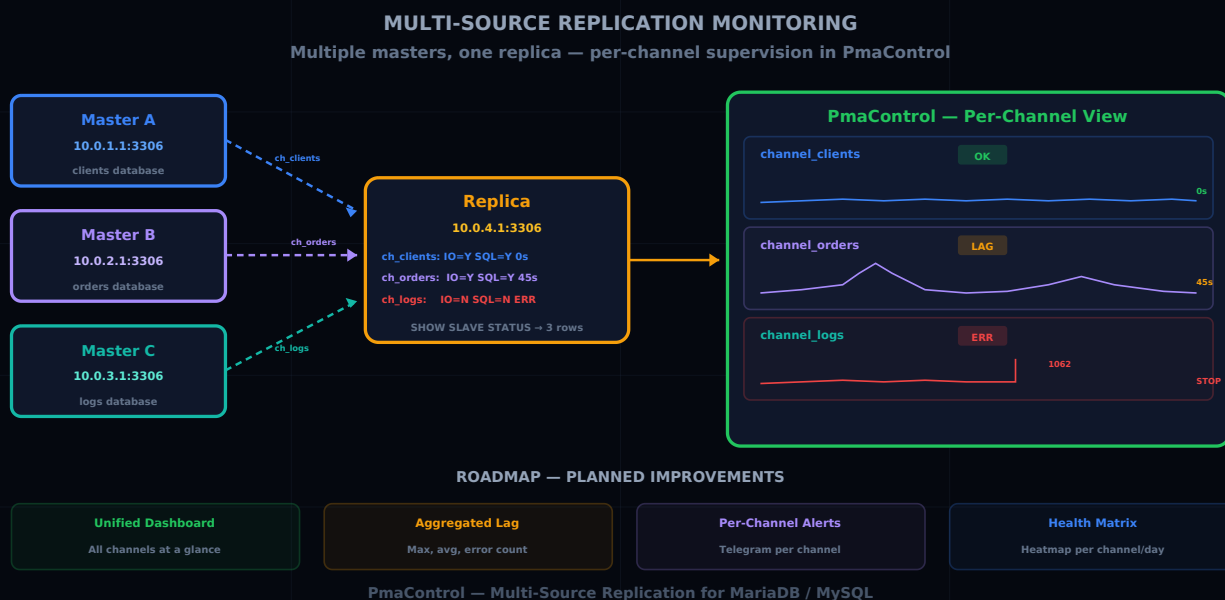 MULTI-SOURCE REPLICATION MONITORING
Multiple masters, one replica — per-channel supervision in PmaControl
Master A
10.0.1.1:3306
clients database
Master B
10.0.2.1:3306
orders database
Master C
10.0.3.1:3306
logs database
ch_clients
ch_orders
ch_logs
Replica
10.0.4.1:3306
ch_clients: IO=Y SQL=Y 0s
ch_orders: IO=Y SQL=Y 45s
ch_logs: IO=N SQL=N ERR
SHOW SLAVE STATUS → 3 rows
PmaControl — Per-Channel View
channel_clients
OK
0s
channel_orders
LAG
45s
channel_logs
ERR
1062
STOP
ROADMAP — PLANNED IMPROVEMENTS
Unified Dashboard
All channels at a glance
Aggregated Lag
Max, avg, error count
Per-Channel Alerts
Telegram per channel
Health Matrix
Heatmap per channel/day
PmaControl — Multi-Source Replication for MariaDB / MySQL